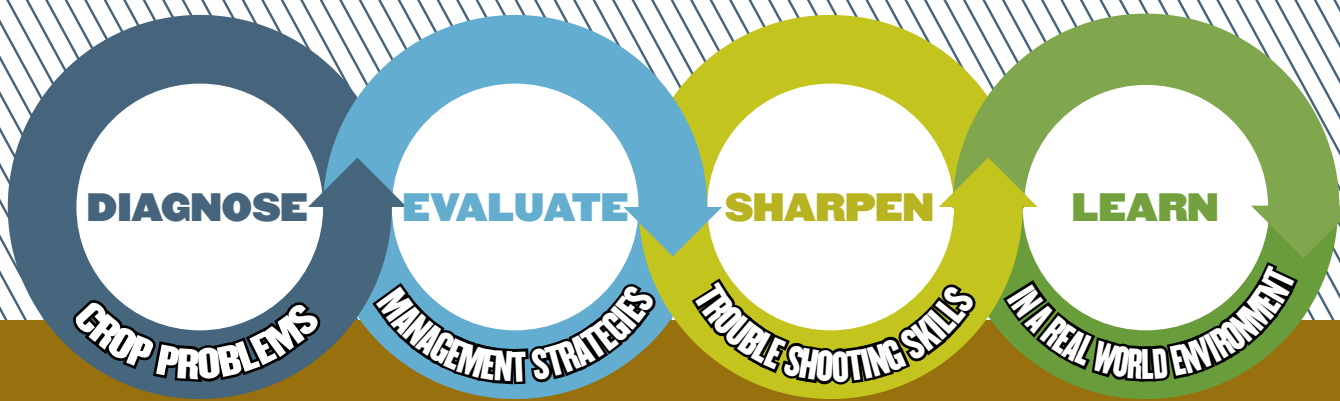 DIAGNOSE
CROP PROBLEMS
EVALUATE
MANAGEMENT STRATEGIES
SHARPEN
TROUBLE SHOOTING SKILLS
LEARN
IN A REAL WORLD ENVIRONMENT